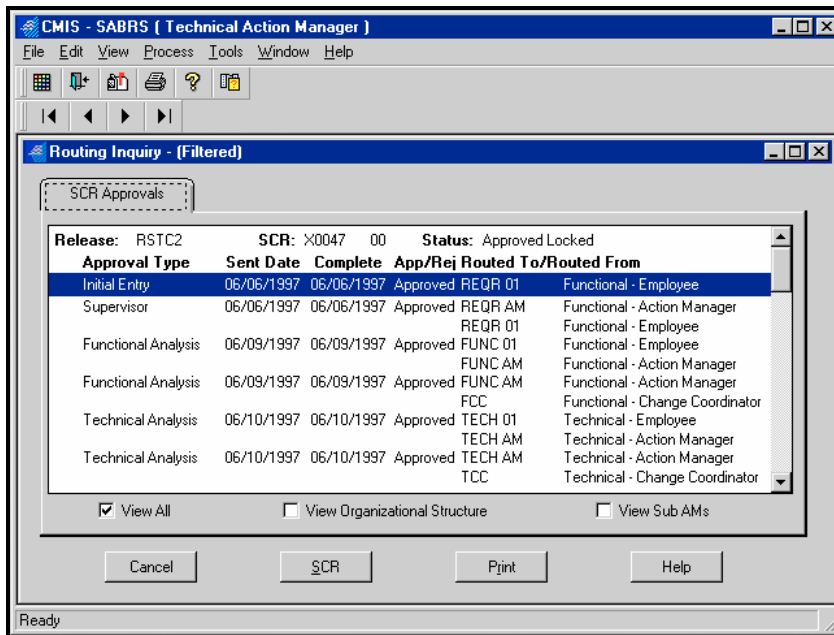 CMIS - SABRS ( Technical Action Manager )
File Edit View Process Tools Window Help
Routing Inquiry - (Filtered)
SCR Approvals
Release: RSTC2 SCR: X0047 00 Status: Approved Locked
Approval Type Sent Date Complete App/Rej Routed To/Routed From
Initial Entry 06/06/1997 06/06/1997 Approved REQR 01 Functional - Employee
Supervisor 06/06/1997 06/06/1997 Approved REQR AM Functional - Action Manager
REQR 01 Functional - Employee
Functional Analysis 06/09/1997 06/09/1997 Approved FUNC 01 Functional - Employee
FUNC AM Functional - Action Manager
Functional Analysis 06/09/1997 06/09/1997 Approved FUNC AM Functional - Action Manager
FCC Functional - Change Coordinator
Technical Analysis 06/10/1997 06/10/1997 Approved TECH 01 Technical - Employee
TECH AM Technical - Action Manager
Technical Analysis 06/10/1997 06/10/1997 Approved TECH AM Technical - Action Manager
TCC Technical - Change Coordinator
View All View Organizational Structure View Sub AMs
Cancel SCR Print Help
Ready